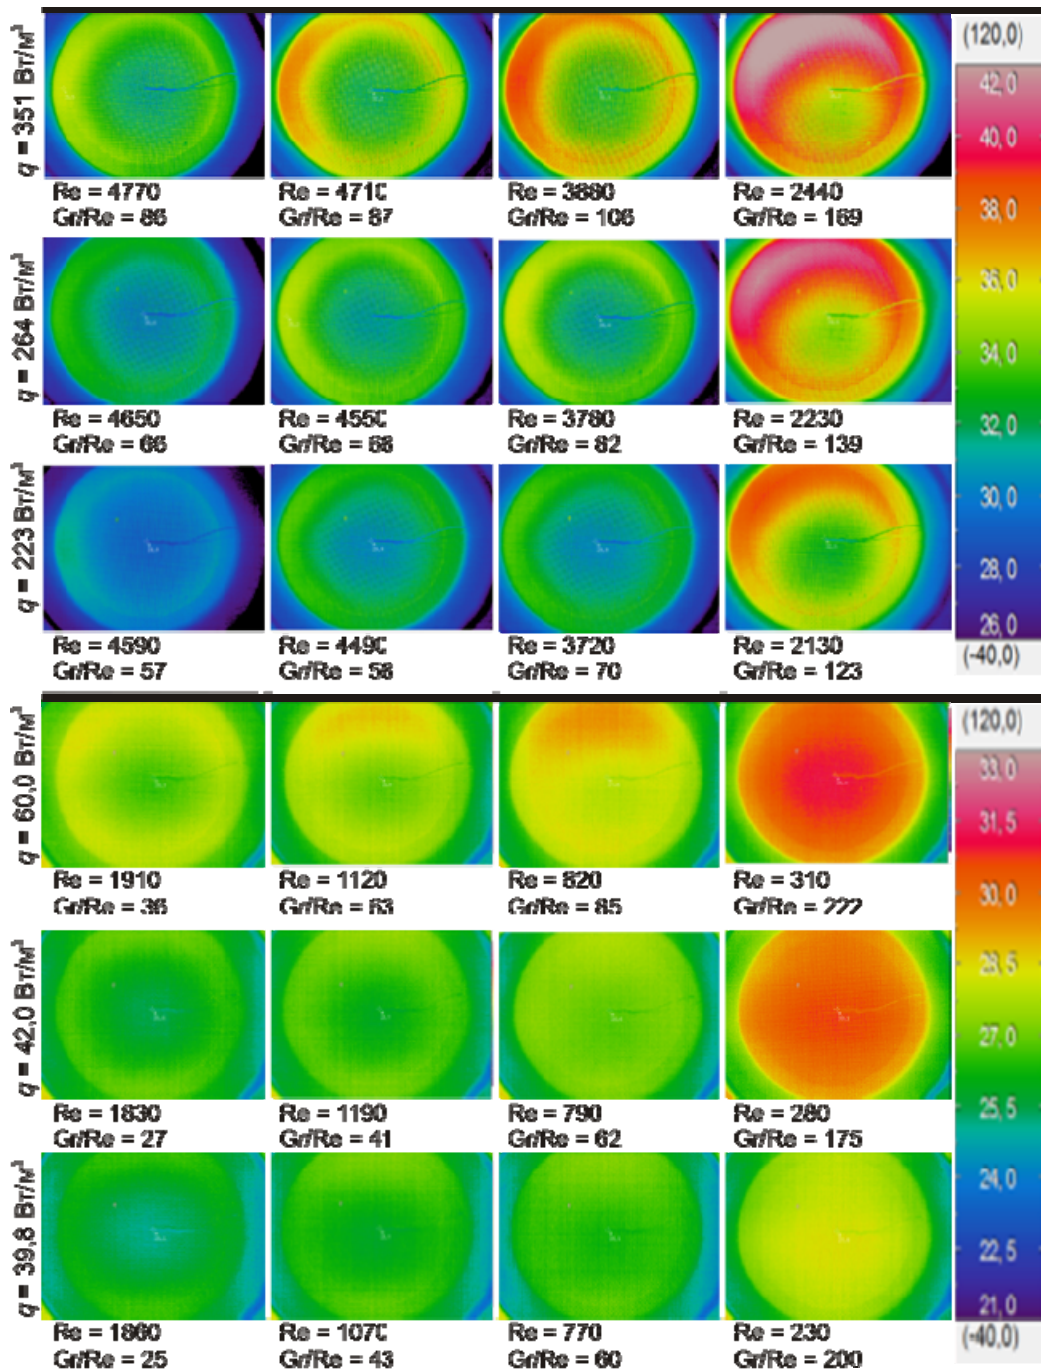 q = 351 Вт/м³
Re = 4770
Gr/Re = 86
Re = 4710
Gr/Re = 87
Re = 3880
Gr/Re = 106
Re = 2440
Gr/Re = 169
q = 264 Вт/м³
Re = 4650
Gr/Re = 66
Re = 4550
Gr/Re = 68
Re = 3780
Gr/Re = 82
Re = 2230
Gr/Re = 139
q = 223 Вт/м³
Re = 4590
Gr/Re = 57
Re = 4490
Gr/Re = 58
Re = 3720
Gr/Re = 70
Re = 2130
Gr/Re = 123
(120,0)
42,0
40,0
38,0
36,0
34,0
32,0
30,0
28,0
26,0
(-40,0)
q = 60,0 Вт/м³
Re = 1910
Gr/Re = 36
Re = 1120
Gr/Re = 63
Re = 820
Gr/Re = 85
Re = 310
Gr/Re = 222
q = 42,0 Вт/м³
Re = 1830
Gr/Re = 27
Re = 1190
Gr/Re = 41
Re = 790
Gr/Re = 62
Re = 280
Gr/Re = 175
q = 39,8 Вт/м³
Re = 1860
Gr/Re = 25
Re = 1070
Gr/Re = 43
Re = 770
Gr/Re = 60
Re = 230
Gr/Re = 200
(120,0)
33,0
31,5
30,0
28,5
27,0
25,5
24,0
22,5
21,0
(-40,0)